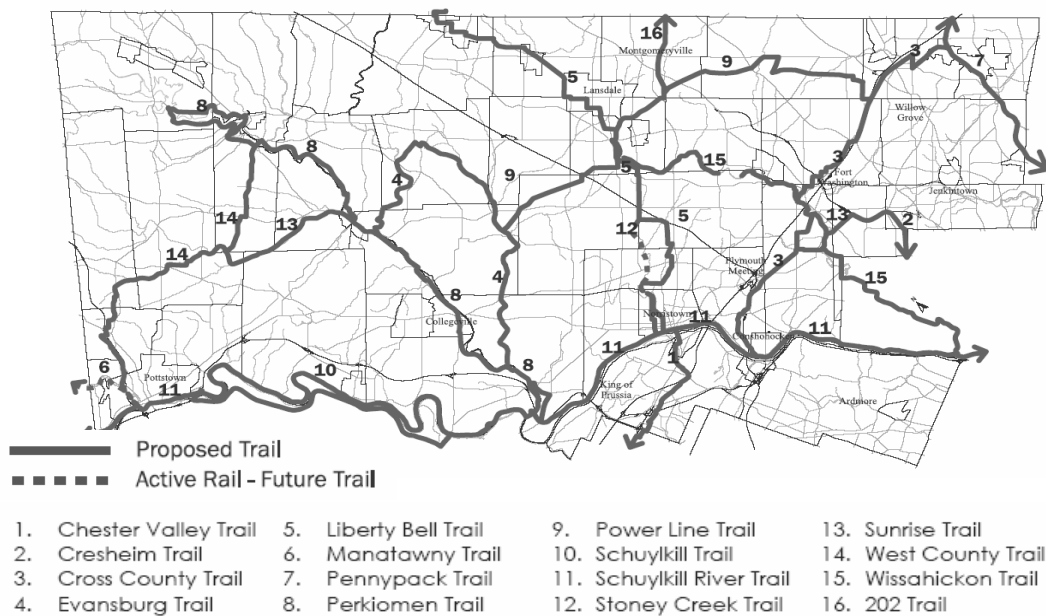 16
Montgomeryville
9
3
7
5
Lansdale
Willow
Grove
8
8
15
3
4
9
5
Fort
Washington
Jenkintown
14
13
12
5
13
2
14
Plymouth
Meeting
3
4
15
8
Collegeville
Norristown
11
Conshohocken
11
11
1
6
Pottstown
11
10
8
King of
Prussia
Ardmore
Proposed Trail
Active Rail - Future Trail
1. Chester Valley Trail
2. Cresheim Trail
3. Cross County Trail
4. Evansburg Trail
5. Liberty Bell Trail
6. Manatawny Trail
7. Pennypack Trail
8. Perkiomen Trail
9. Power Line Trail
10. Schuylkill Trail
11. Schuylkill River Trail
12. Stoney Creek Trail
13. Sunrise Trail
14. West County Trail
15. Wissahickon Trail
16. 202 Trail